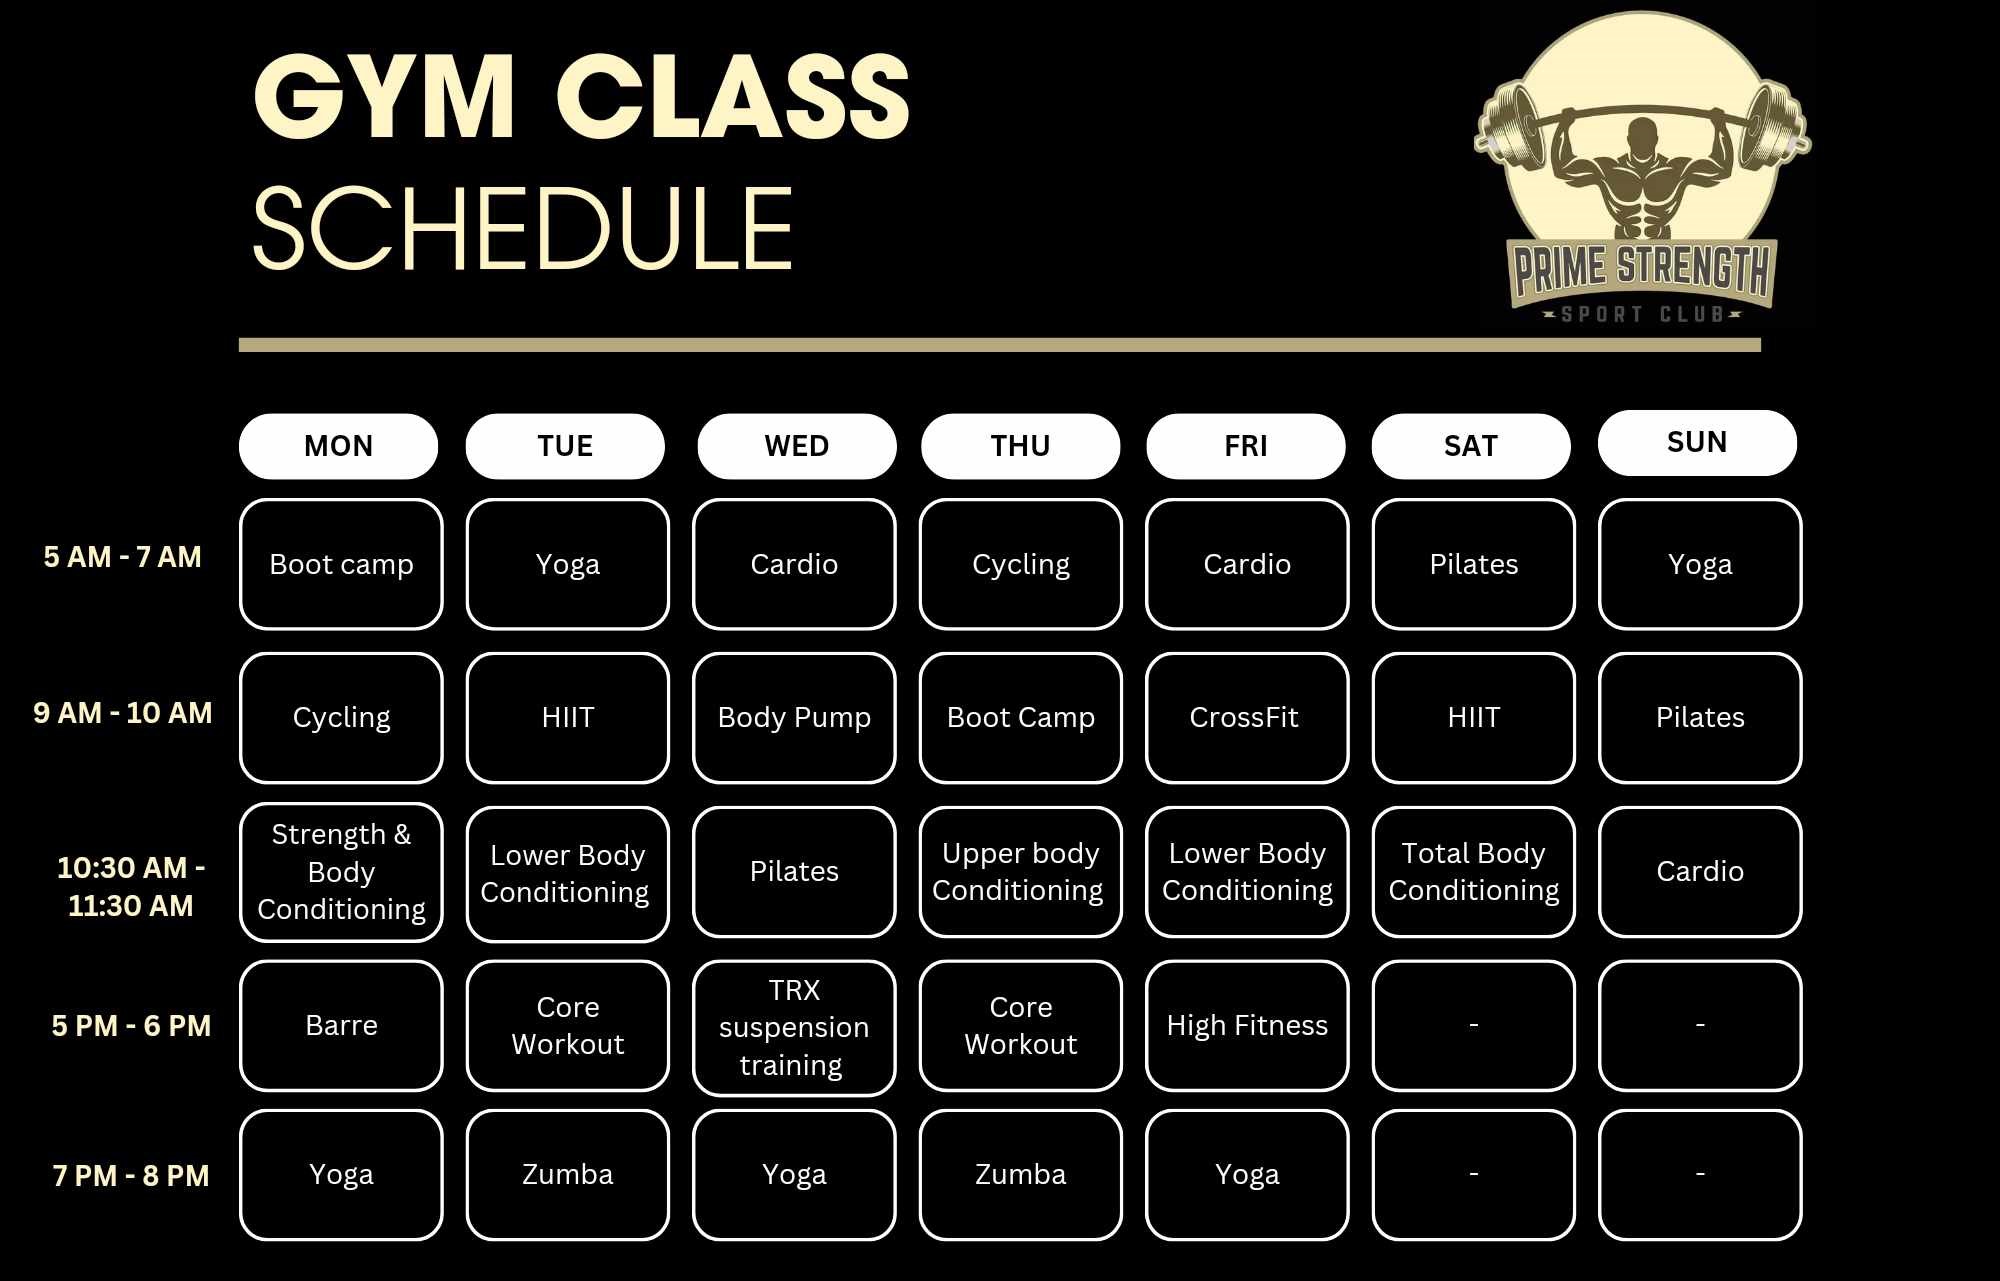 GYM CLASS
SCHEDULE
PRIME STRENGTH
SPORT CLUB
MON TUE WED THU FRI SAT SUN
5 AM - 7 AM
Boot camp
Yoga
Cardio
Cycling
Cardio
Pilates
Yoga
9 AM - 10 AM
Cycling
HIIT
Body Pump
Boot Camp
CrossFit
HIIT
Pilates
10:30 AM -
11:30 AM
Strength &
Body
Conditioning
Lower Body
Conditioning
Pilates
Upper body
Conditioning
Lower Body
Conditioning
Total Body
Conditioning
Cardio
5 PM - 6 PM
Barre
Core
Workout
TRX
suspension
training
Core
Workout
High Fitness
-
-
7 PM - 8 PM
Yoga
Zumba
Yoga
Zumba
Yoga
-
-